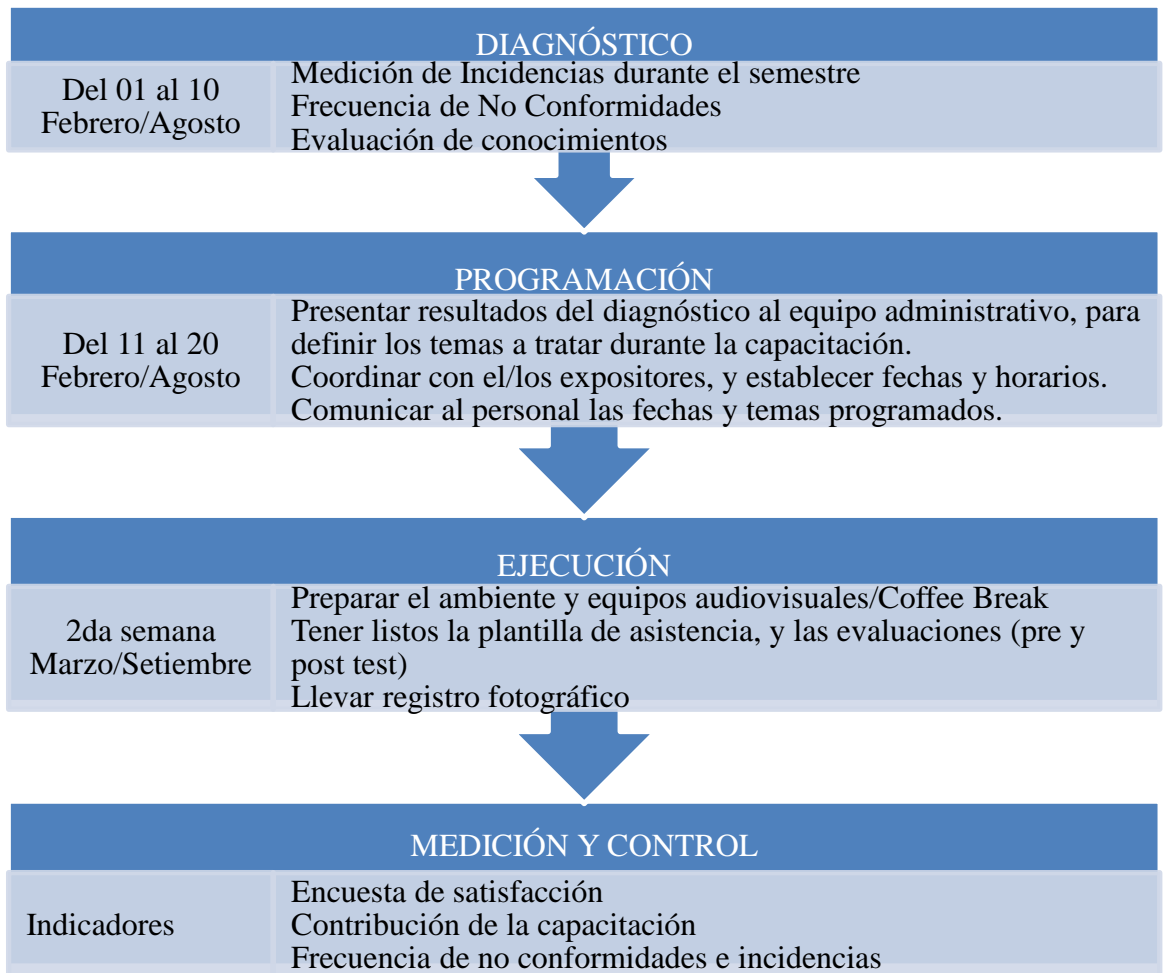 DIAGNÓSTICO
Del 01 al 10
Febrero/Agosto
Medición de Incidencias durante el semestre
Frecuencia de No Conformidades
Evaluación de conocimientos
PROGRAMACIÓN
Del 11 al 20
Febrero/Agosto
Presentar resultados del diagnóstico al equipo administrativo, para
definir los temas a tratar durante la capacitación.
Coordinar con el/los expositores, y establecer fechas y horarios.
Comunicar al personal las fechas y temas programados.
EJECUCIÓN
2da semana
Marzo/Setiembre
Preparar el ambiente y equipos audiovisuales/Coffee Break
Tener listos la plantilla de asistencia, y las evaluaciones (pre y
post test)
Llevar registro fotográfico
MEDICIÓN Y CONTROL
Indicadores
Encuesta de satisfacción
Contribución de la capacitación
Frecuencia de no conformidades e incidencias